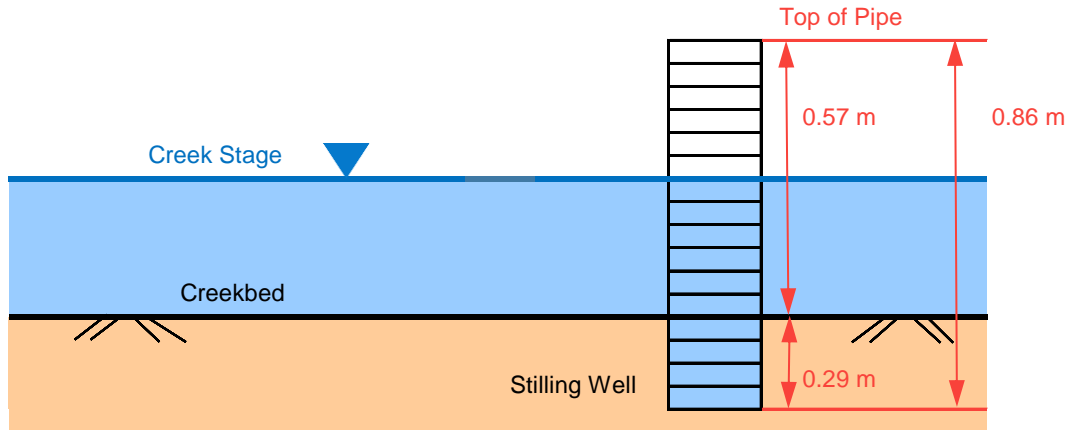 Top of Pipe
0.57 m
0.86 m
Creek Stage
Creekbed
0.29 m
Stilling Well